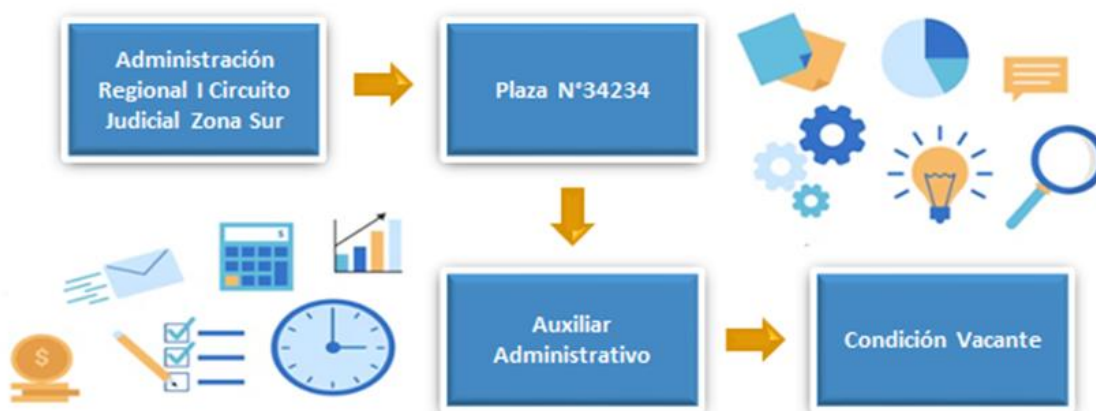 Administración
Regional I Circuito
Judicial Zona Sur
Plaza N°34234
Auxiliar
Administrativo
Condición Vacante
$
$